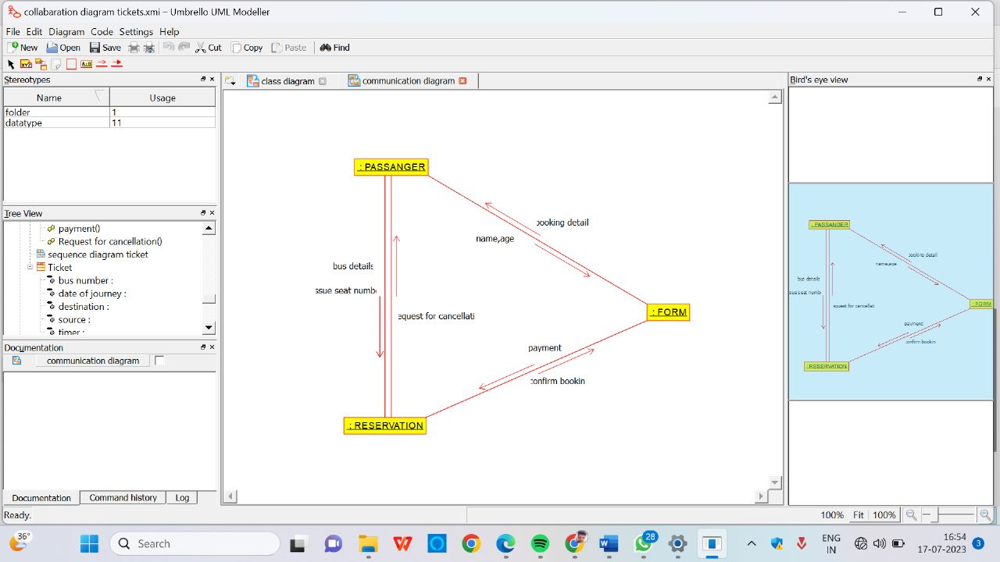 collabaration diagram tickets.xmi – Umbrello UML Modeller
File Edit Diagram Code Settings Help
New Open Save Cut Copy Paste Find
Stereotypes
Name Usage
folder 1
datatype 11
Tree View
payment()
Request for cancellation()
sequence diagram ticket
Ticket
bus number :
date of journey :
destination :
source :
timer :
Documentation
communication diagram
Documentation Command history Log
Ready.
class diagram communication diagram
: PASSANGER
booking detail
name,age
bus details
ssue seat numbe
equest for cancellati
: FORM
payment
confirm bookin
: RESERVATION
Bird's eye view
: PASSANGER
booking detail
name,age
bus details
sue seat numbe
equest for cancellati
: FORM
payment
confirm bookin
: RESERVATION
100% Fit 100%
36°
Search
28
ENG
IN
16:54
17-07-2023
3